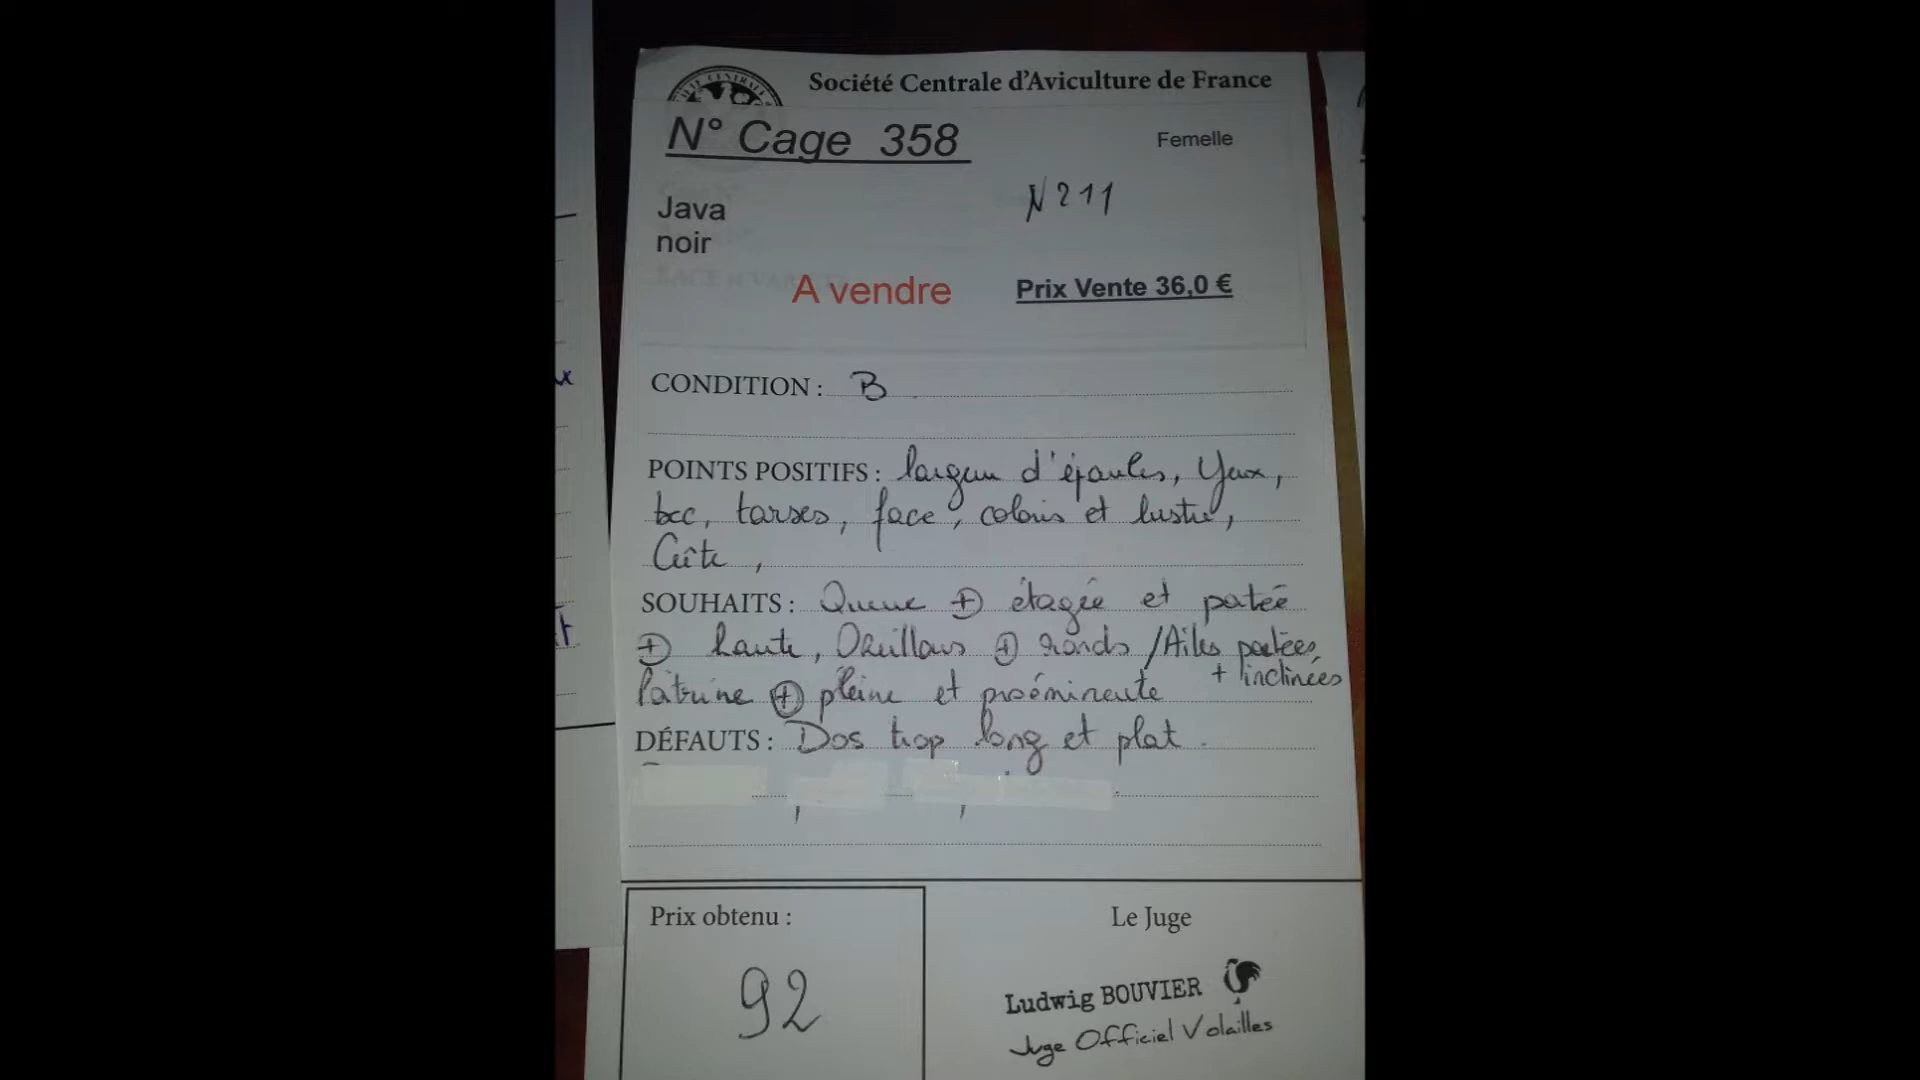 Société Centrale d'Aviculture de France
N° Cage 358
Femelle
N211
Java
noir
A vendre
Prix Vente 36,0 €
CONDITION : B
POINTS POSITIFS : largeur d'épaules, Yeux,
bec, tarses, face, coloris et lustre,
Crête,
SOUHAITS : Queue + étagée et portée
+ haute, Oreillons + ronds / Ailes portées
+ inclinées
Poitrine + pleine et proéminente
DÉFAUTS : Dos trop long et plat.
Prix obtenu :
92
Le Juge
Ludwig BOUVIER
Juge Officiel Volailles